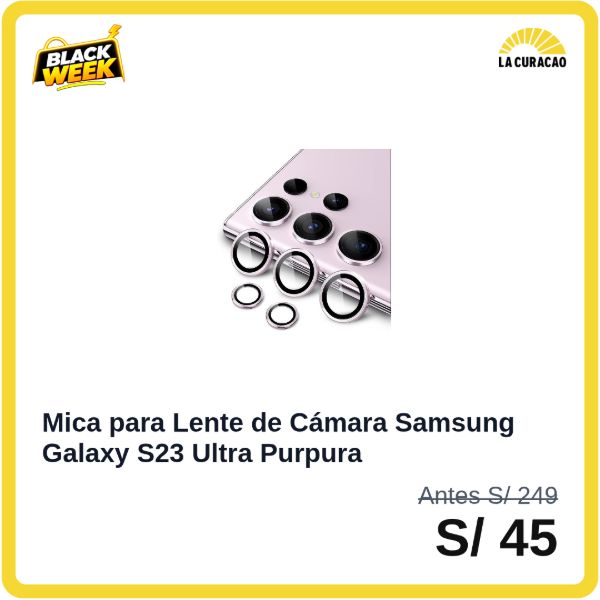 BLACK
WEEK
LA CURACAO
Mica para Lente de Cámara Samsung
Galaxy S23 Ultra Purpura
Antes S/ 249
S/ 45